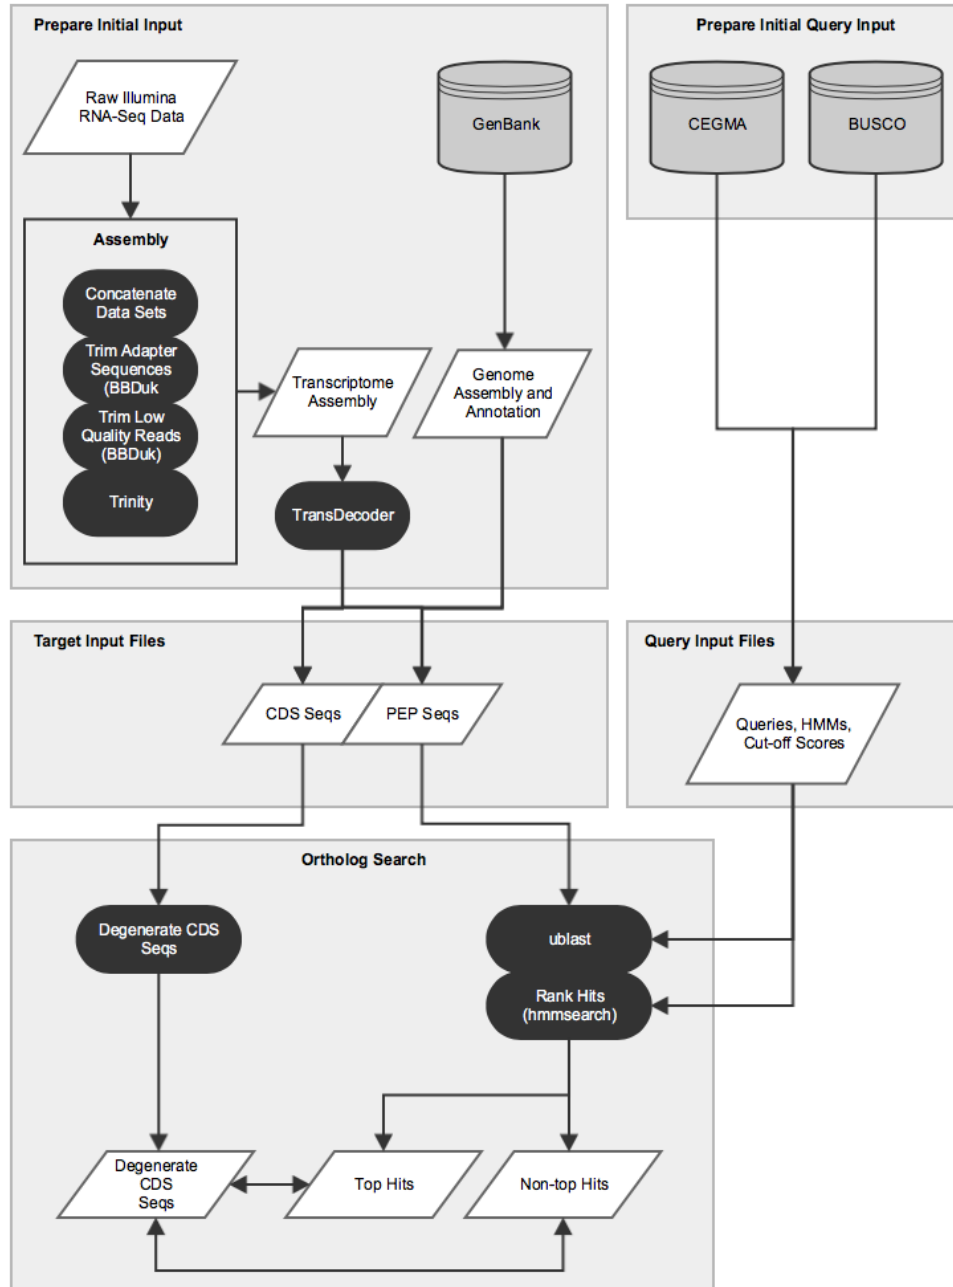 Prepare Initial Input
Raw Illumina
RNA-Seq Data
GenBank
Assembly
Concatenate
Data Sets
Trim Adapter
Sequences
(BBDuk
Trim Low
Quality Reads
(BBDuk)
Trinity
Transcriptome
Assembly
Genome
Assembly and
Annotation
TransDecoder
Prepare Initial Query Input
CEGMA
BUSCO
Target Input Files
CDS Seqs
PEP Seqs
Query Input Files
Queries, HMMs,
Cut-off Scores
Ortholog Search
Degenerate CDS
Seqs
ublast
Rank Hits
(hmmsearch)
Degenerate
CDS
Seqs
Top Hits
Non-top Hits